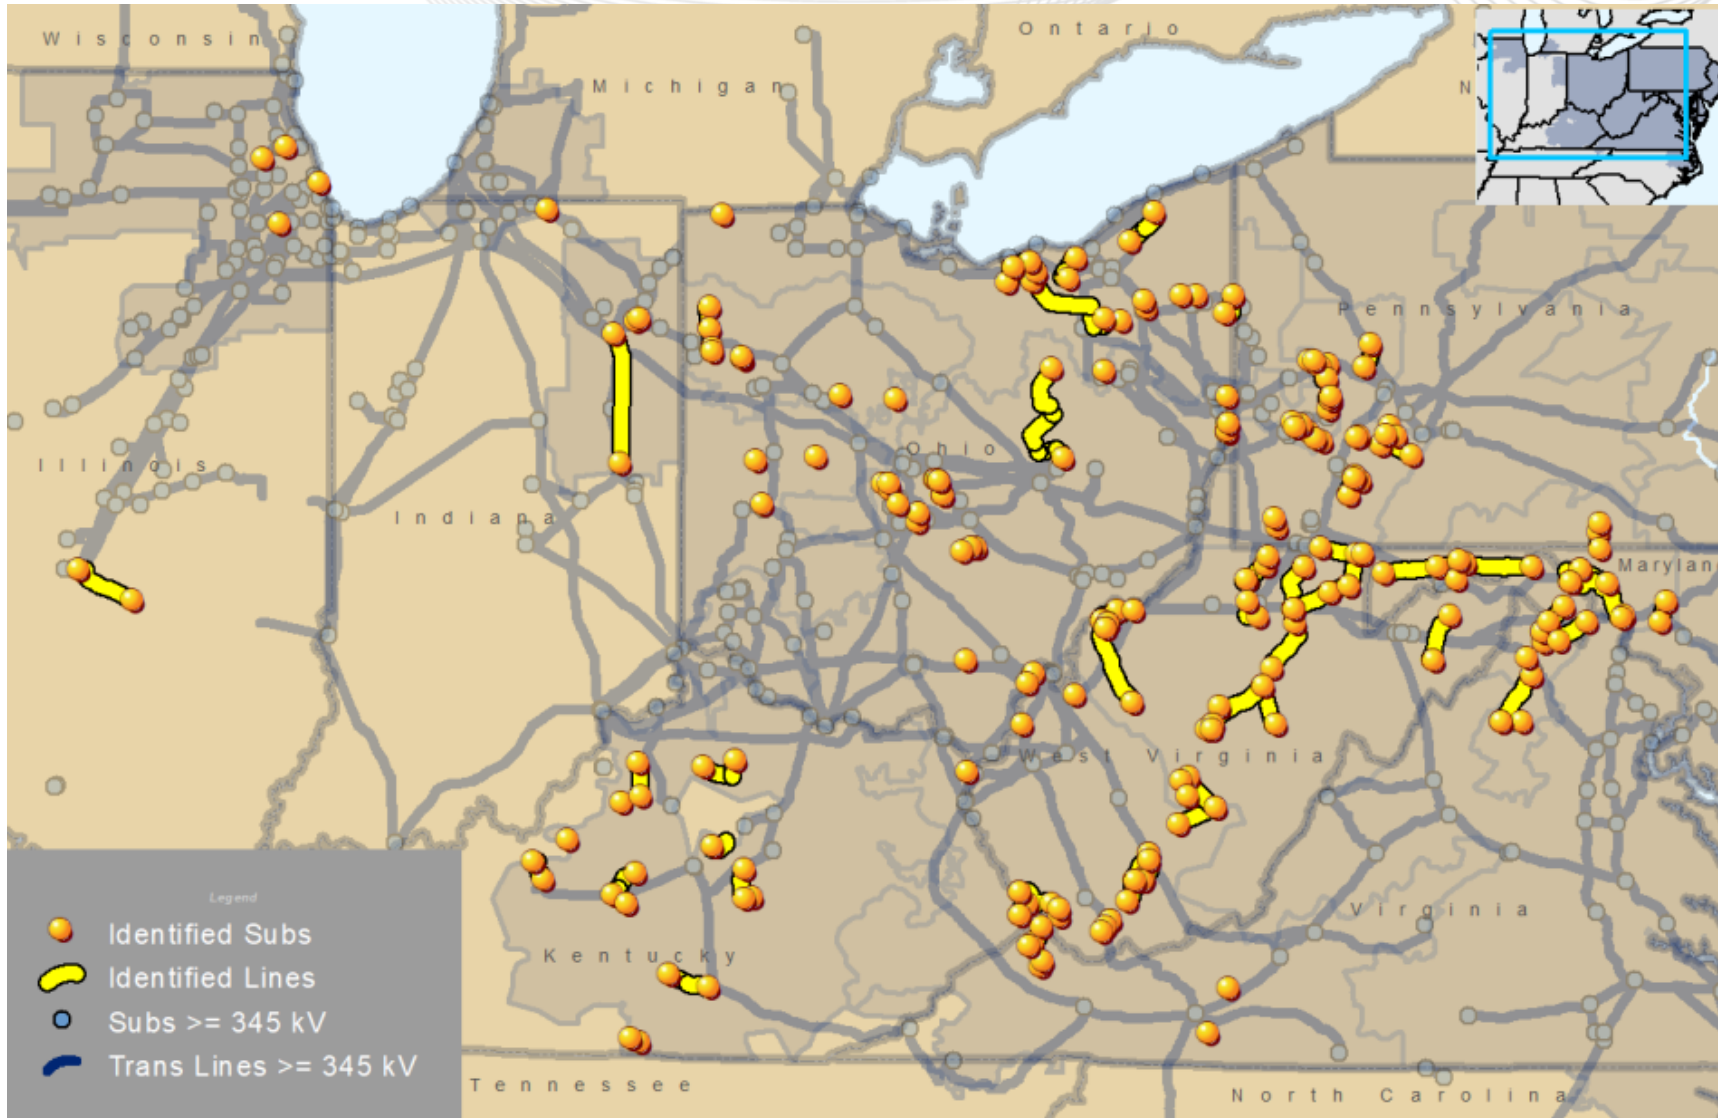 Wisconsin
Ontario
Michigan
N
Pennsylvania
Ohio
Illinois
Indiana
Maryland
West Virginia
Virginia
Kentucky
Tennessee
North Carolina
Legend
Identified Subs
Identified Lines
Subs >= 345 kV
Trans Lines >= 345 kV